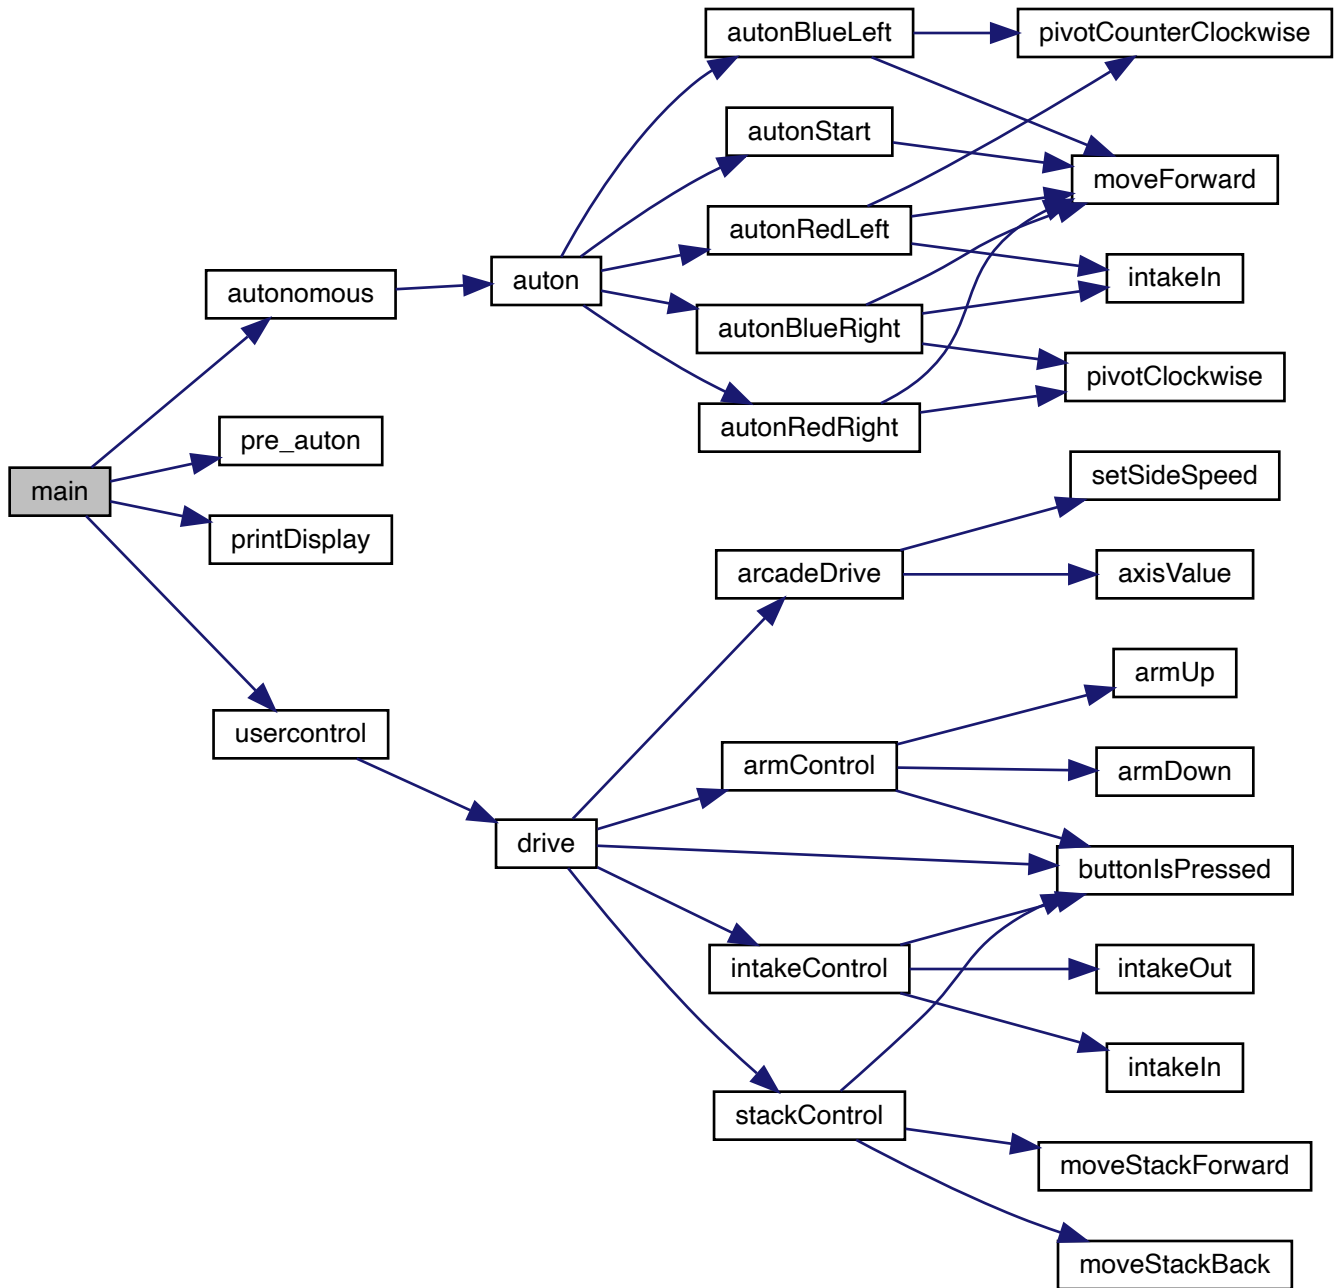 autonBlueLeft
pivotCounterClockwise
autonStart
moveForward
autonRedLeft
autonomous
auton
intakeIn
autonBlueRight
pivotClockwise
pre_auton
autonRedRight
main
setSideSpeed
printDisplay
arcadeDrive
axisValue
armUp
usercontrol
armControl
armDown
drive
buttonIsPressed
intakeControl
intakeOut
intakeIn
stackControl
moveStackForward
moveStackBack